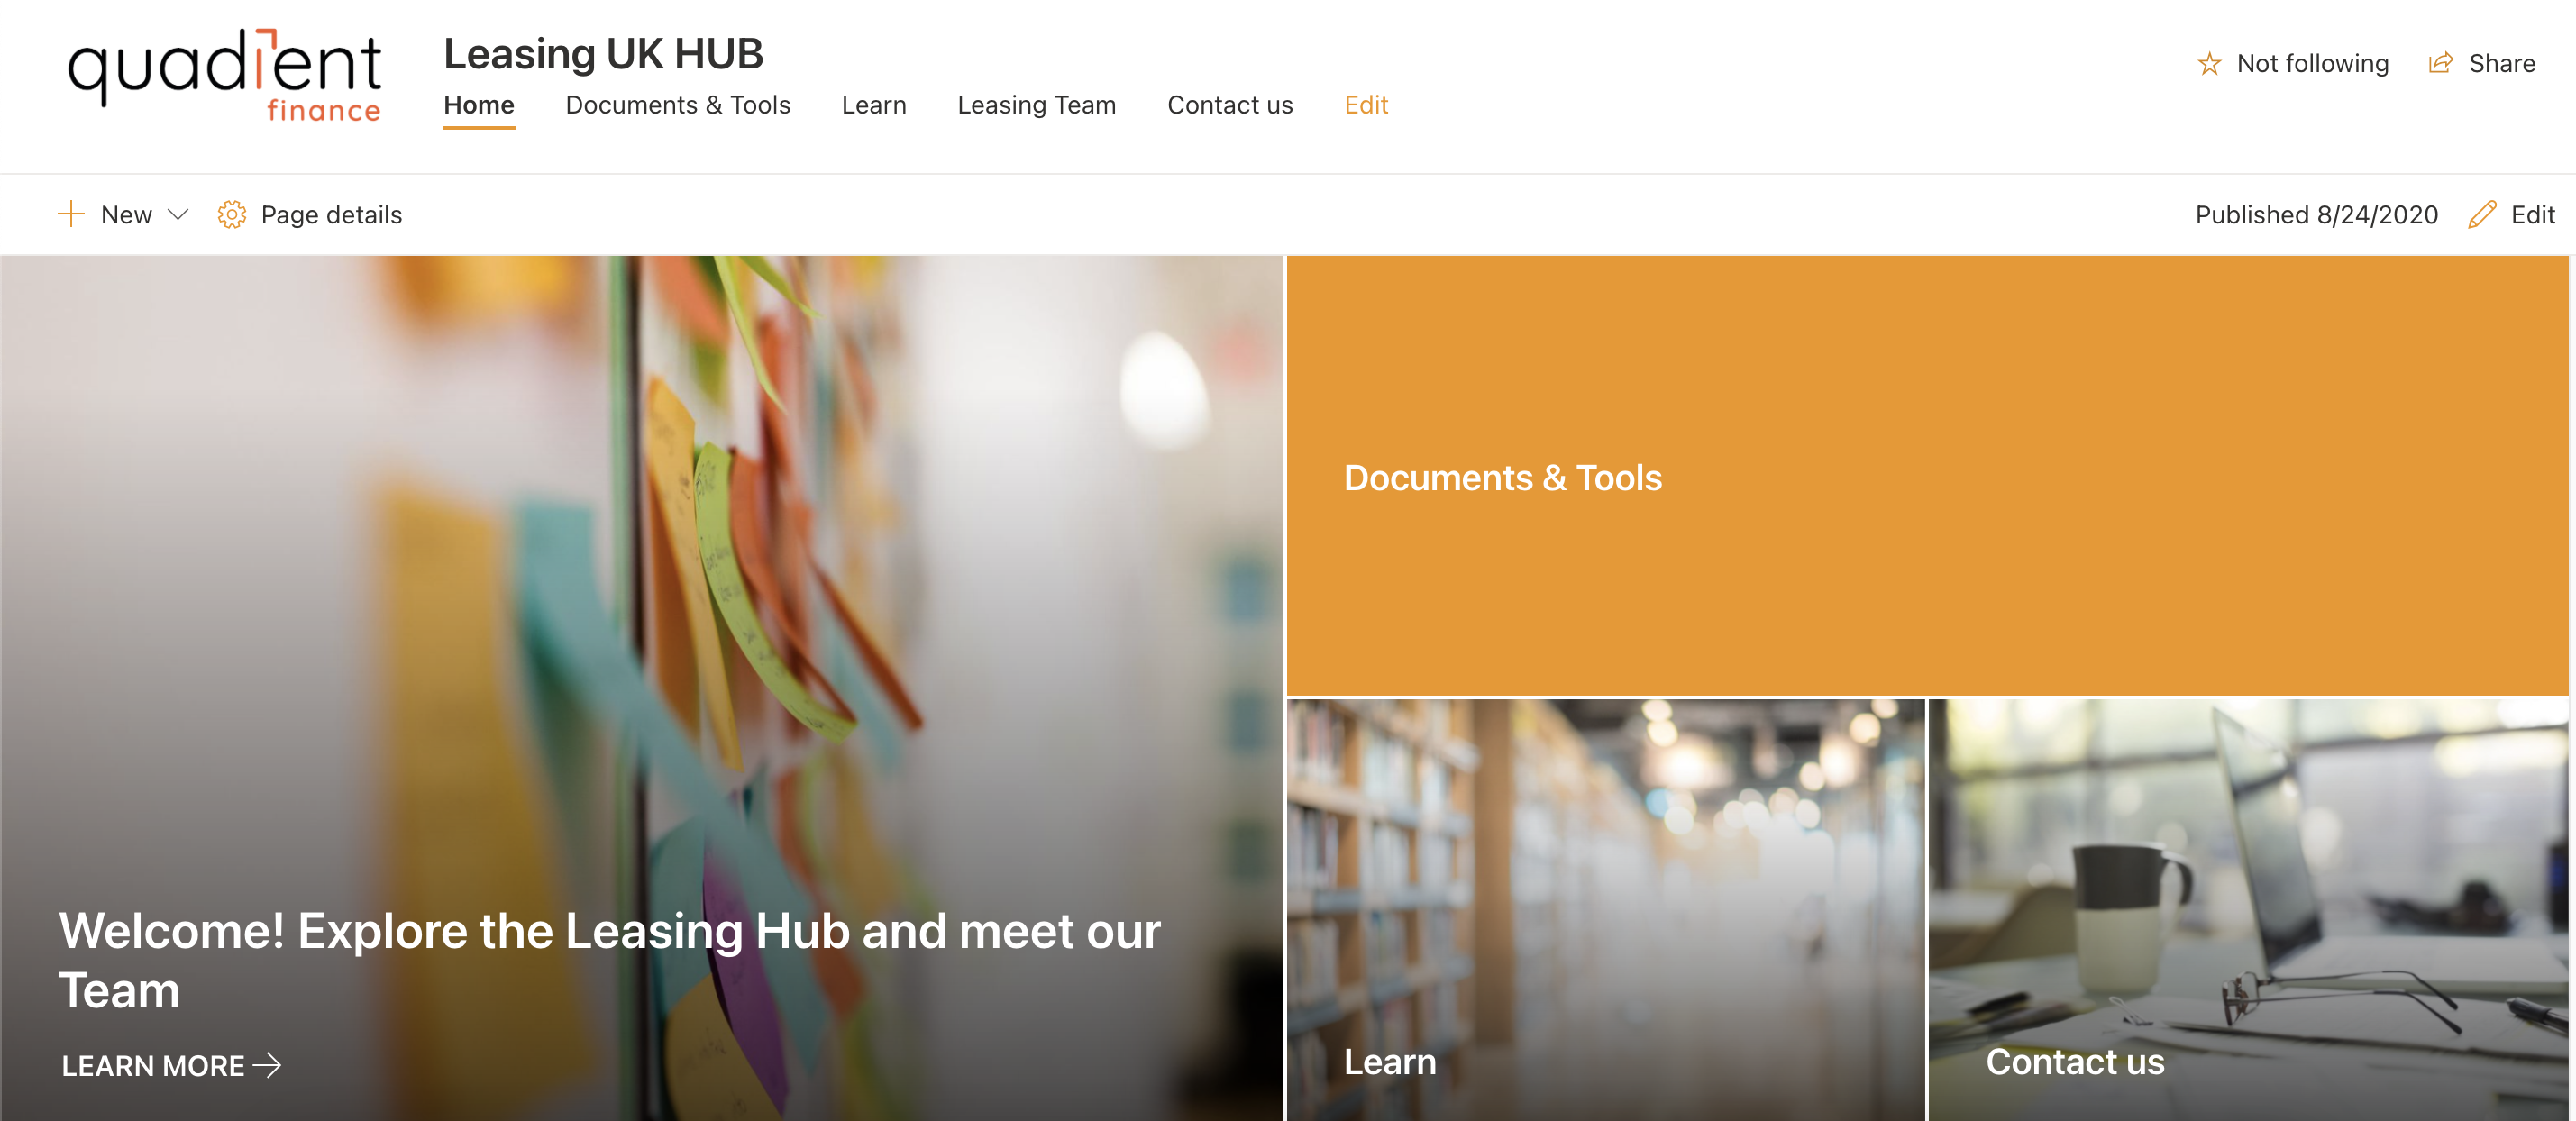 quadient
finance
Leasing UK HUB
Home Documents & Tools Learn Leasing Team Contact us Edit
Not following Share
New Page details
Published 8/24/2020 Edit
Documents & Tools
Welcome! Explore the Leasing Hub and meet our
Team
LEARN MORE
Learn
Contact us